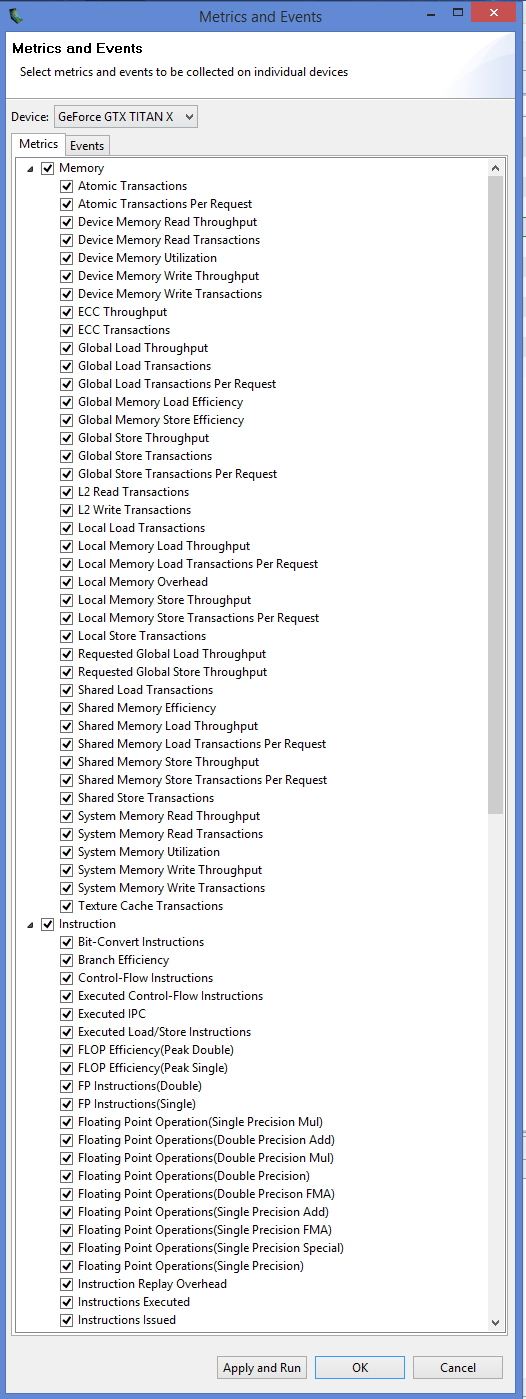 Metrics and Events
Metrics and Events
Select metrics and events to be collected on individual devices
Device: GeForce GTX TITAN X
Metrics Events
Memory
Atomic Transactions
Atomic Transactions Per Request
Device Memory Read Throughput
Device Memory Read Transactions
Device Memory Utilization
Device Memory Write Throughput
Device Memory Write Transactions
ECC Throughput
ECC Transactions
Global Load Throughput
Global Load Transactions
Global Load Transactions Per Request
Global Memory Load Efficiency
Global Memory Store Efficiency
Global Store Throughput
Global Store Transactions
Global Store Transactions Per Request
L2 Read Transactions
L2 Write Transactions
Local Load Transactions
Local Memory Load Throughput
Local Memory Load Transactions Per Request
Local Memory Overhead
Local Memory Store Throughput
Local Memory Store Transactions Per Request
Local Store Transactions
Requested Global Load Throughput
Requested Global Store Throughput
Shared Load Transactions
Shared Memory Efficiency
Shared Memory Load Throughput
Shared Memory Load Transactions Per Request
Shared Memory Store Throughput
Shared Memory Store Transactions Per Request
Shared Store Transactions
System Memory Read Throughput
System Memory Read Transactions
System Memory Utilization
System Memory Write Throughput
System Memory Write Transactions
Texture Cache Transactions
Instruction
Bit-Convert Instructions
Branch Efficiency
Control-Flow Instructions
Executed Control-Flow Instructions
Executed IPC
Executed Load/Store Instructions
FLOP Efficiency(Peak Double)
FLOP Efficiency(Peak Single)
FP Instructions(Double)
FP Instructions(Single)
Floating Point Operation(Single Precision Mul)
Floating Point Operations(Double Precision Add)
Floating Point Operations(Double Precision Mul)
Floating Point Operations(Double Precision)
Floating Point Operations(Double Precison FMA)
Floating Point Operations(Single Precision Add)
Floating Point Operations(Single Precision FMA)
Floating Point Operations(Single Precision Special)
Floating Point Operations(Single Precision)
Instruction Replay Overhead
Instructions Executed
Instructions Issued
Apply and Run OK Cancel